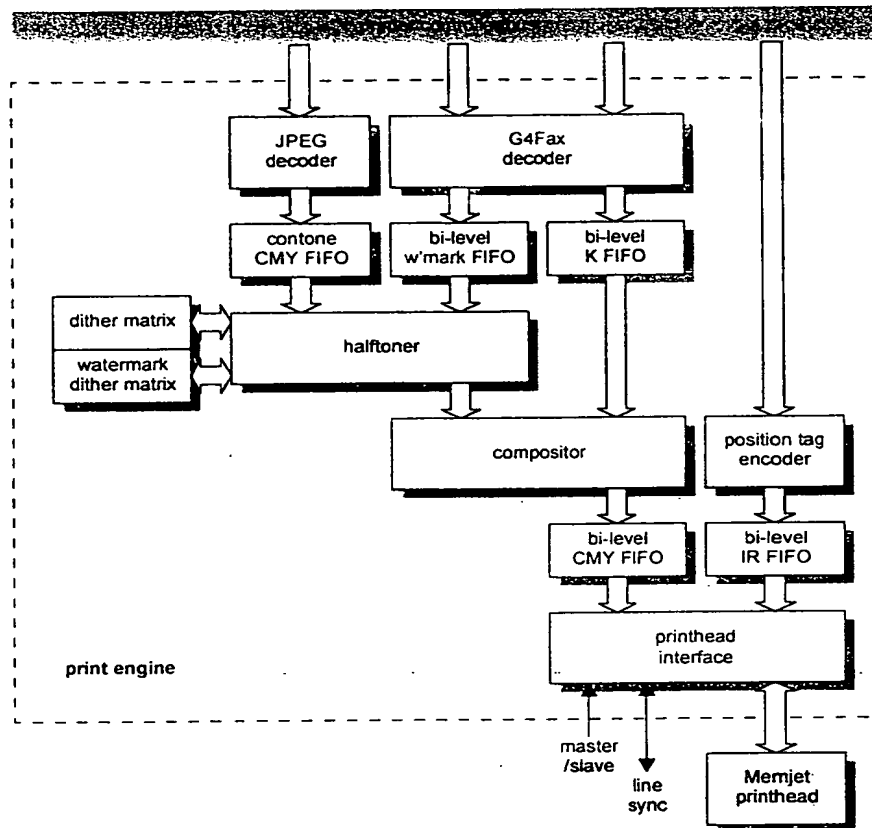 JPEG
decoder
G4Fax
decoder
contone
CMY FIFO
bi-level
w'mark FIFO
bi-level
K FIFO
dither matrix
watermark
dither matrix
halftoner
compositor
position tag
encoder
bi-level
CMY FIFO
bi-level
IR FIFO
printhead
interface
print engine
master
/slave
line
sync
Memjet
printhead